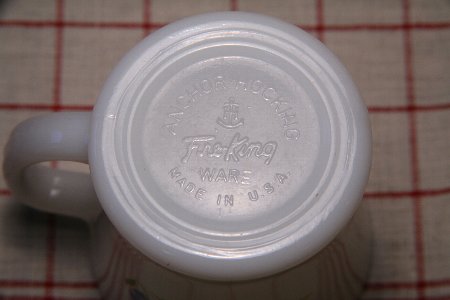 ANCHOR HOCKING
Fire-King
WARE
MADE IN U.S.A.